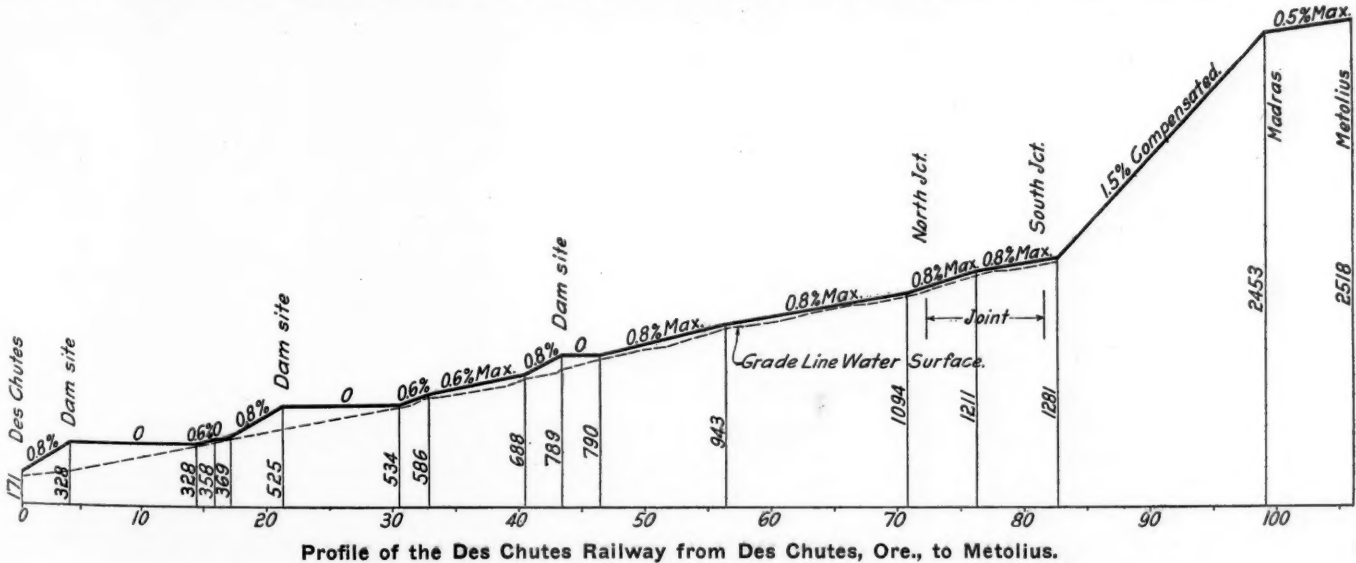 Des Chutes
Dam site
Dam site
Dam site
North Jct.
South Jct.
Madras
Metolius
0.8%
0
0.6%
0
0.8%
0
0.6%
0.6% Max.
0.8%
0
0.8% Max.
0.8% Max.
0.8% Max.
0.8% Max.
1.5% Compensated.
0.5% Max.
Joint
Grade Line Water Surface.
171
328
328
358
369
525
534
586
688
789
790
943
1094
1211
1281
2453
2518
0
10
20
30
40
50
60
70
80
90
100
Profile of the Des Chutes Railway from Des Chutes, Ore., to Metolius.